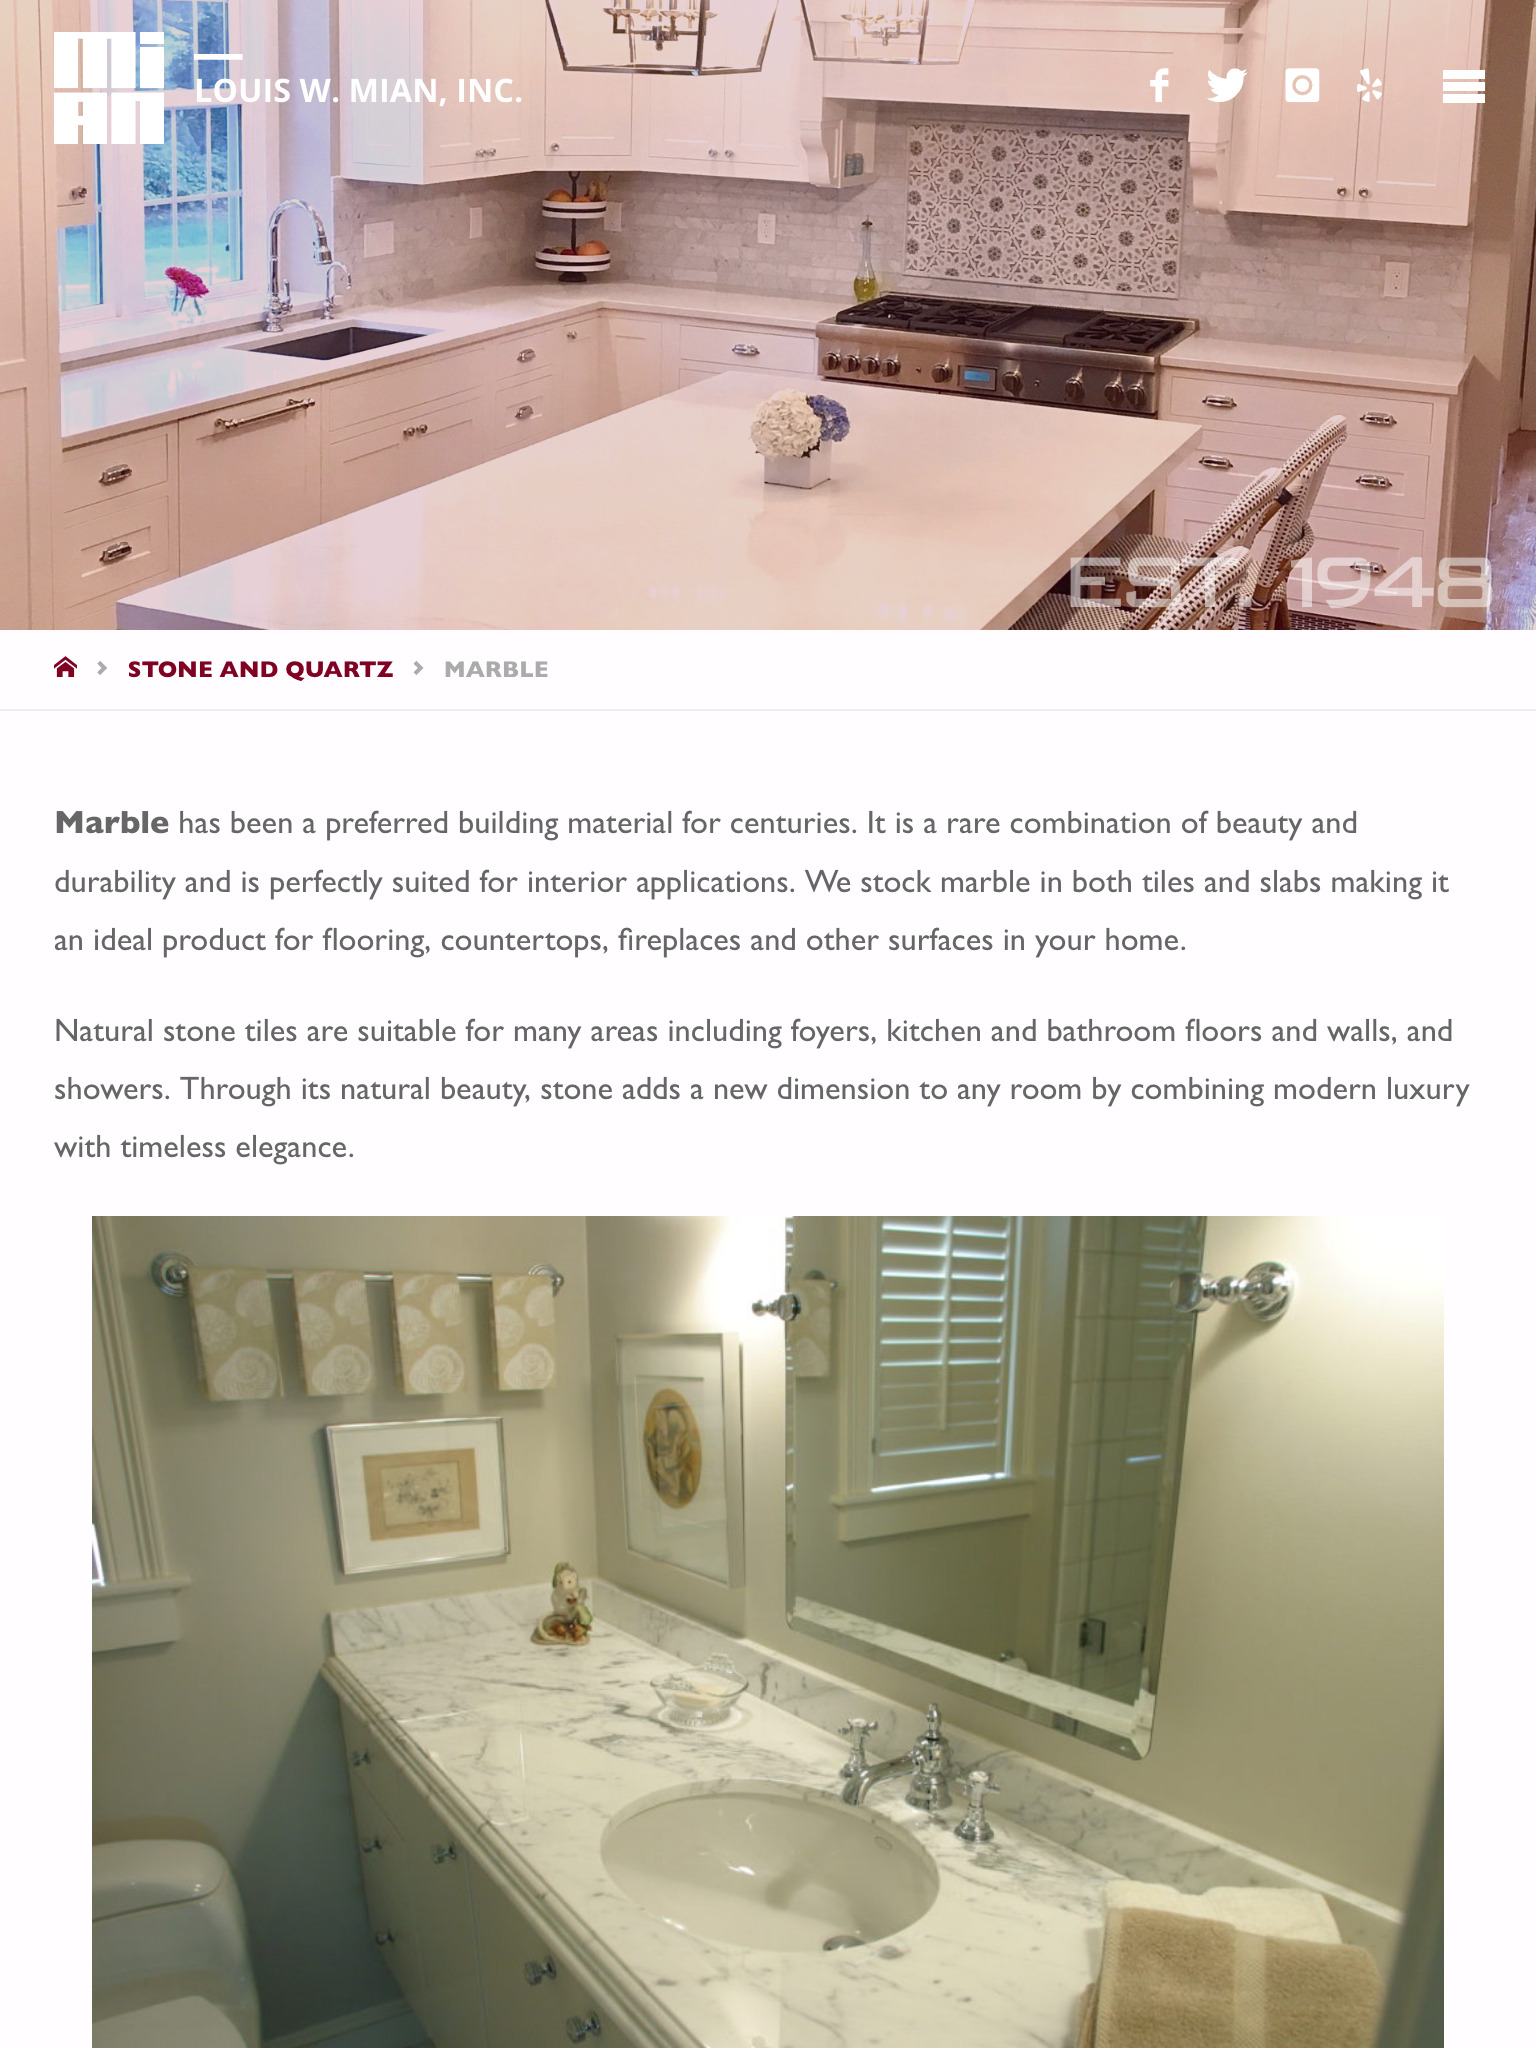 mian
LOUIS W. MIAN, INC.
EST. 1948
STONE AND QUARTZ
MARBLE
Marble has been a preferred building material for centuries. It is a rare combination of beauty and
durability and is perfectly suited for interior applications. We stock marble in both tiles and slabs making it
an ideal product for flooring, countertops, fireplaces and other surfaces in your home.
Natural stone tiles are suitable for many areas including foyers, kitchen and bathroom floors and walls, and
showers. Through its natural beauty, stone adds a new dimension to any room by combining modern luxury
with timeless elegance.